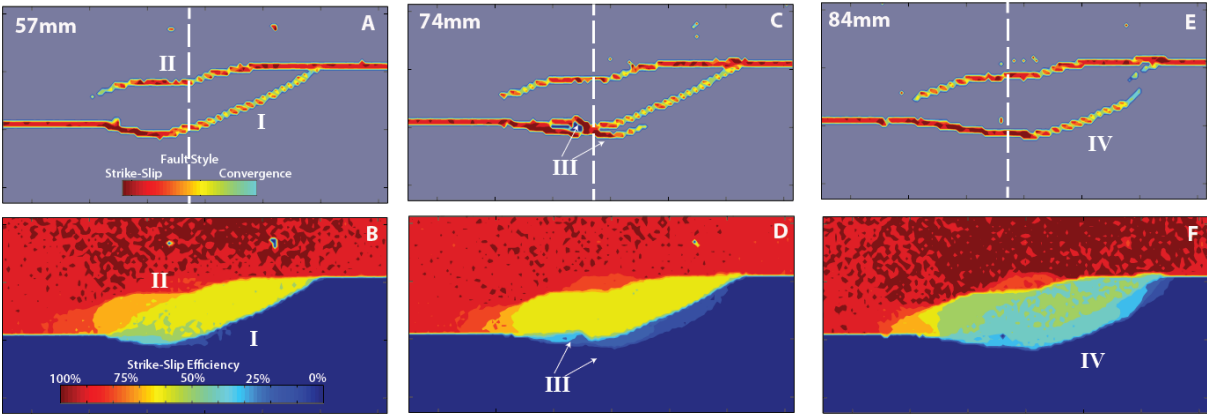 57mm
A
II
I
Fault Style
Strike-Slip
Convergence
74mm
C
III
84mm
E
IV
B
II
I
Strike-Slip Efficiency
100% 75% 50% 25% 0%
D
III
F
IV